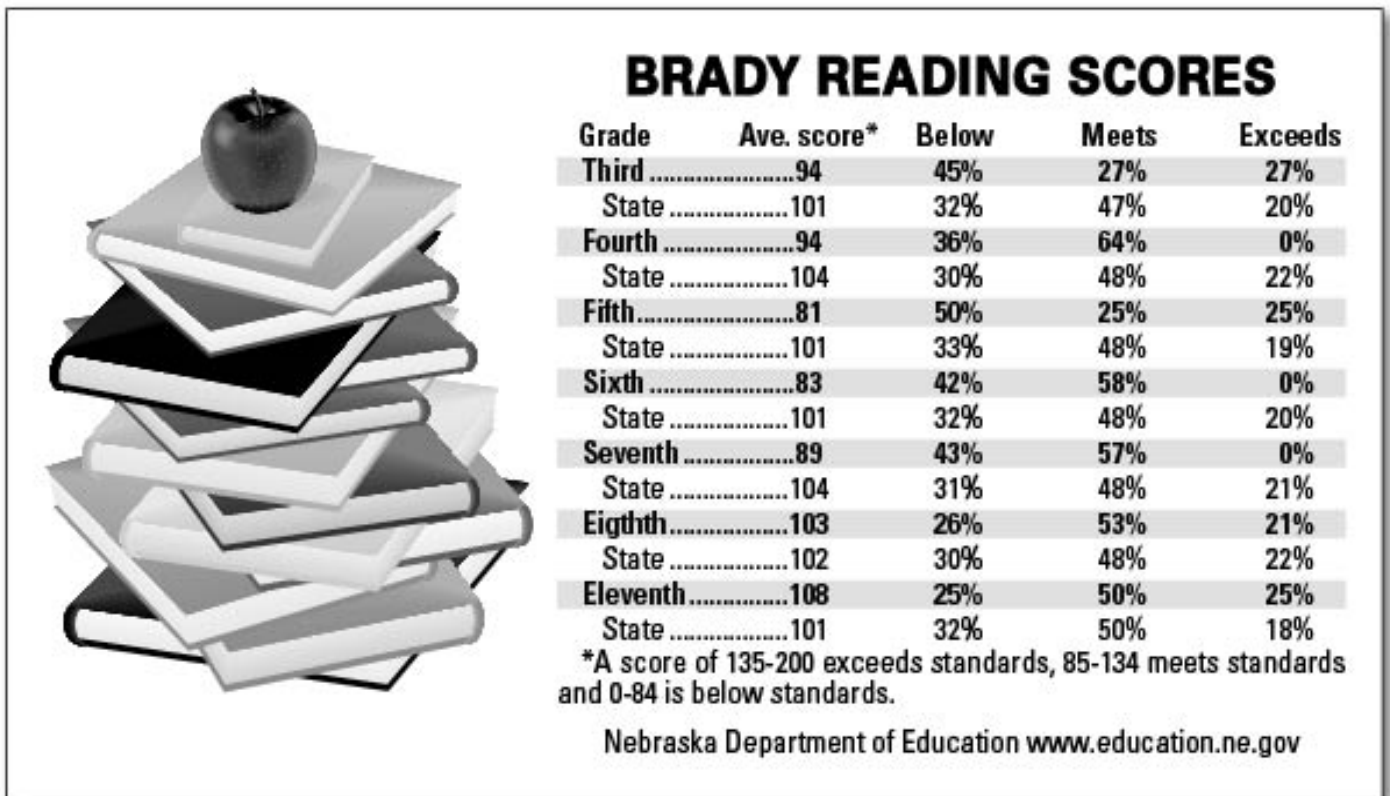 BRADY READING SCORES
Grade Ave. score* Below Meets Exceeds
Third......................94 45% 27% 27%
State...................101 32% 47% 20%
Fourth......................94 36% 64% 0%
State...................104 30% 48% 22%
Fifth........................81 50% 25% 25%
State...................101 33% 48% 19%
Sixth......................83 42% 58% 0%
State...................101 32% 48% 20%
Seventh.................89 43% 57% 0%
State...................104 31% 48% 21%
Eigthth..................103 26% 53% 21%
State...................102 30% 48% 22%
Eleventh...............108 25% 50% 25%
State...................101 32% 50% 18%
*A score of 135-200 exceeds standards, 85-134 meets standards
and 0-84 is below standards.
Nebraska Department of Education www.education.ne.gov